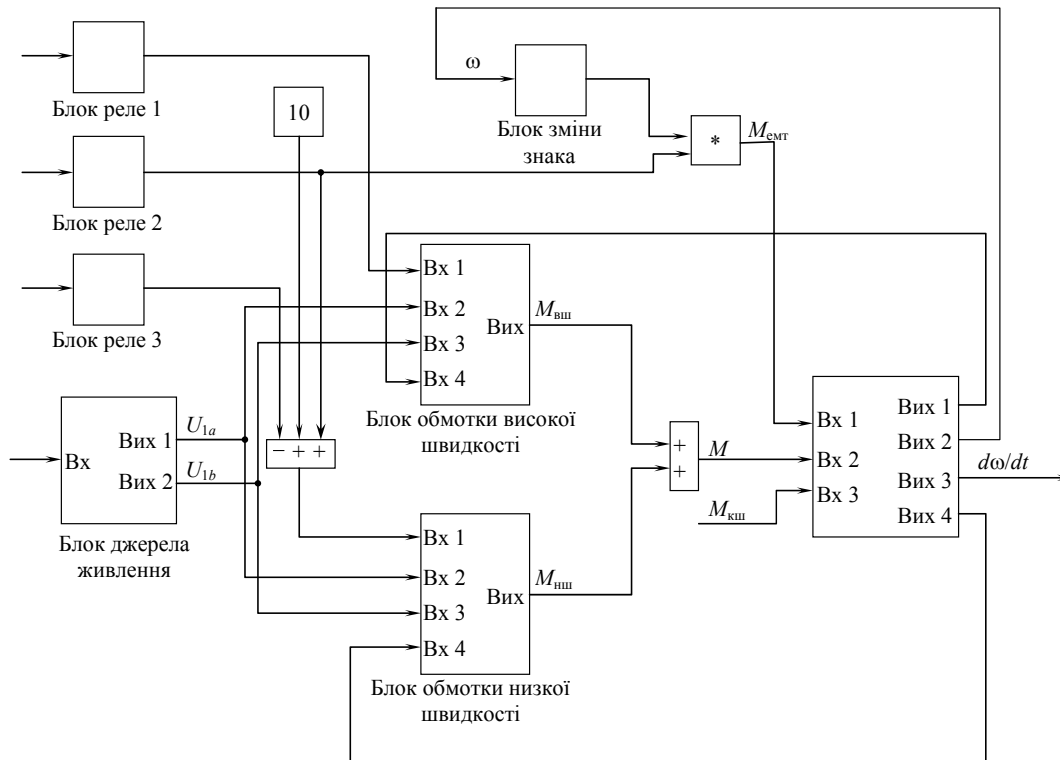 Блок реле 1
10
ω
Блок зміни
знака
*
Mемт
Блок реле 2
Блок реле 3
Вх 1
Вх 2
Вх 3
Вх 4
Вих
Mвш
Блок обмотки високої
швидкості
Вх
Вих 1
Вих 2
U1a
U1b
Блок джерела
живлення
− + +
+
+
M
Mкш
Вх 1
Вх 2
Вх 3
Вих 1
Вих 2
Вих 3
Вих 4
dω/dt
Вх 1
Вх 2
Вх 3
Вх 4
Вих
Mнш
Блок обмотки низкої
швидкості